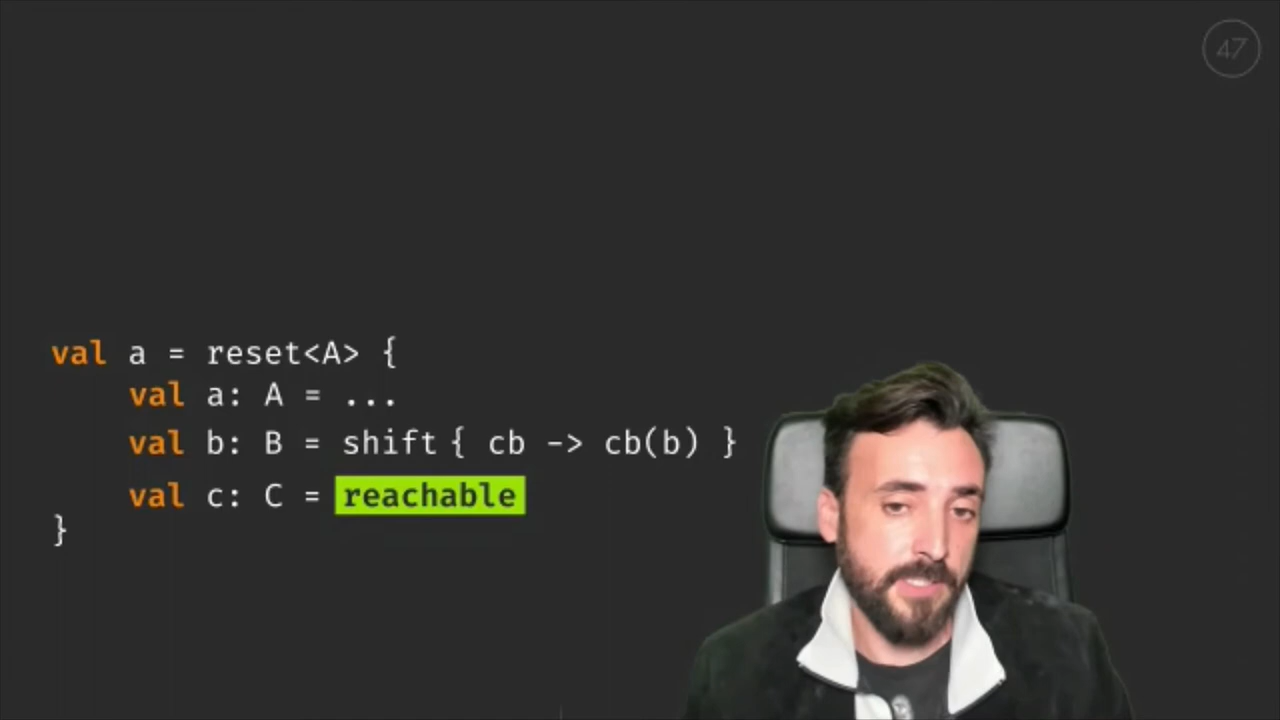 47
val a = reset<A> {
    val a: A = ...
    val b: B = shift { cb -> cb(b) }
    val c: C = reachable
}